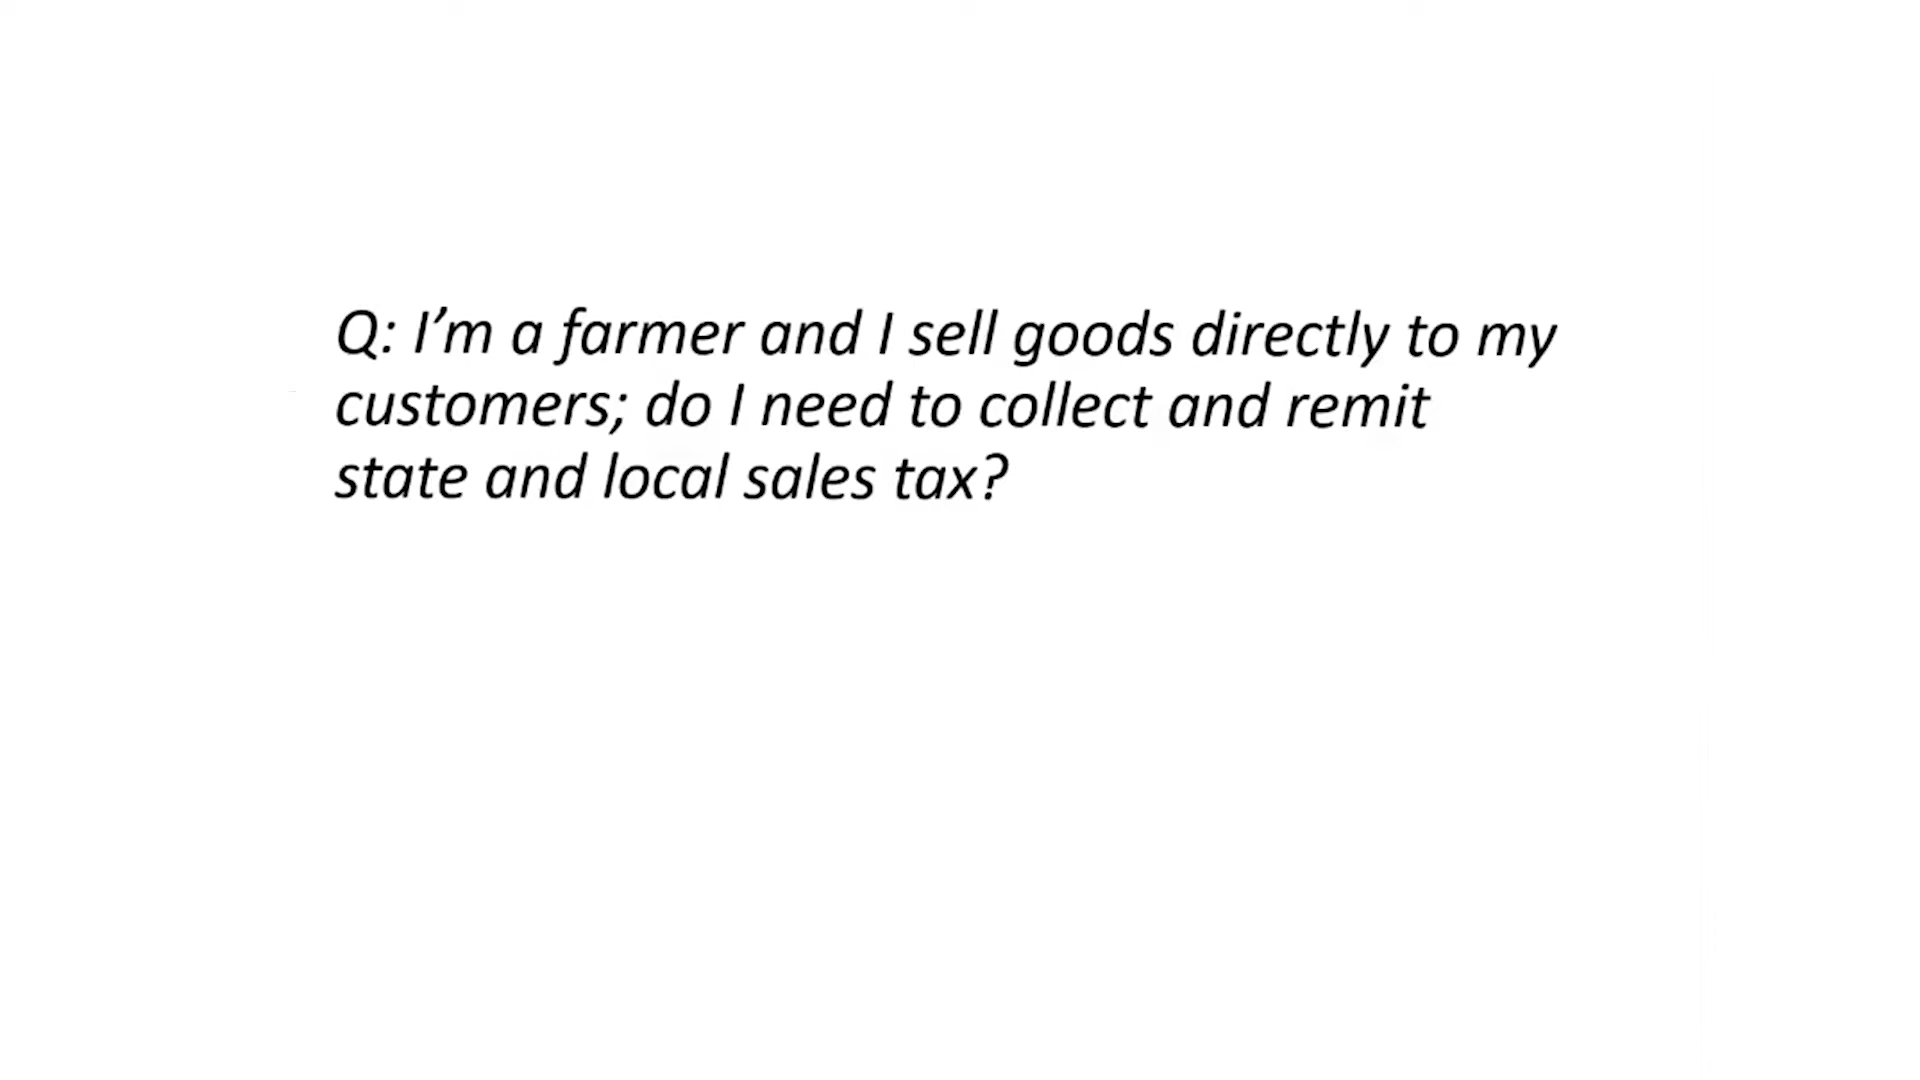 Q: I’m a farmer and I sell goods directly to my
customers; do I need to collect and remit
state and local sales tax?